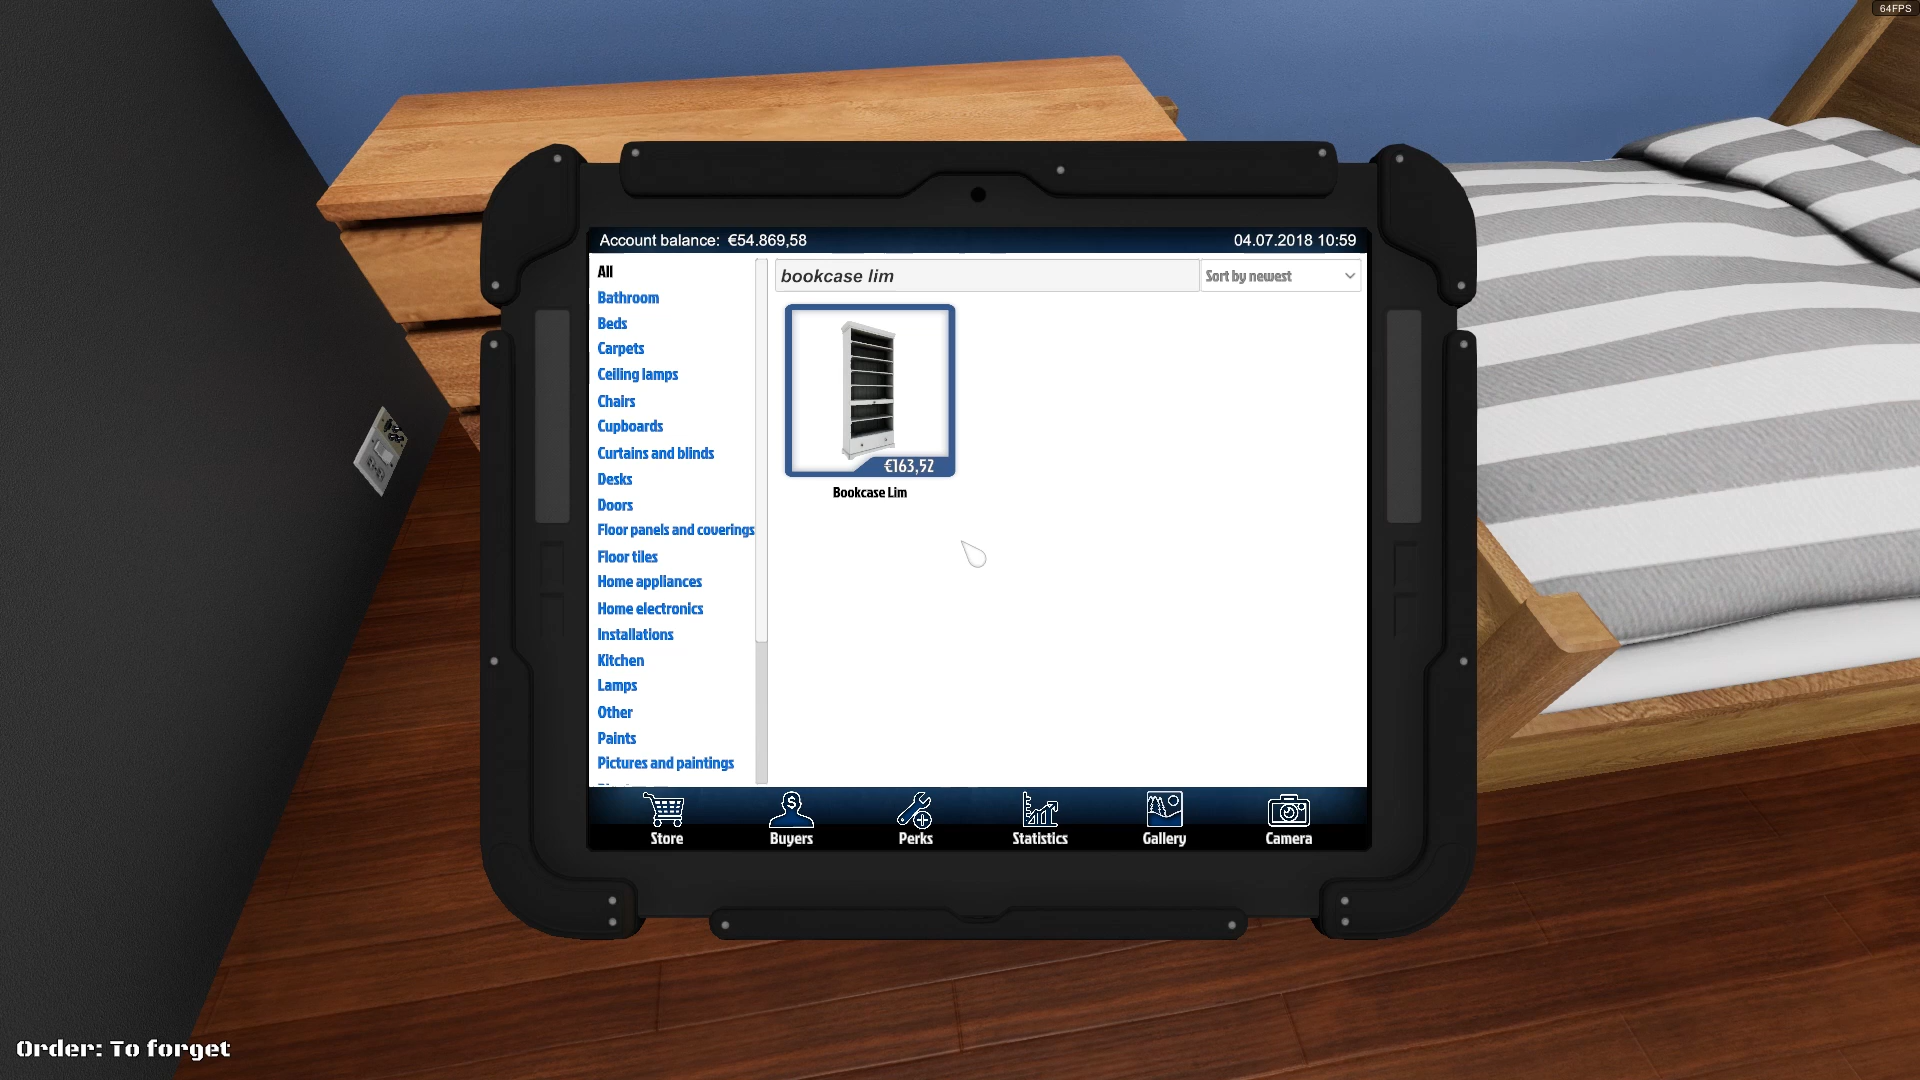 64FPS
Account balance: €54.869,58
04.07.2018 10:59
All
Bathroom
Beds
Carpets
Ceiling lamps
Chairs
Cupboards
Curtains and blinds
Desks
Doors
Floor panels and coverings
Floor tiles
Home appliances
Home electronics
Installations
Kitchen
Lamps
Other
Paints
Pictures and paintings
bookcase lim
Sort by newest
€163,52
Bookcase Lim
Store
Buyers
Perks
Statistics
Gallery
Camera
Order: To forget